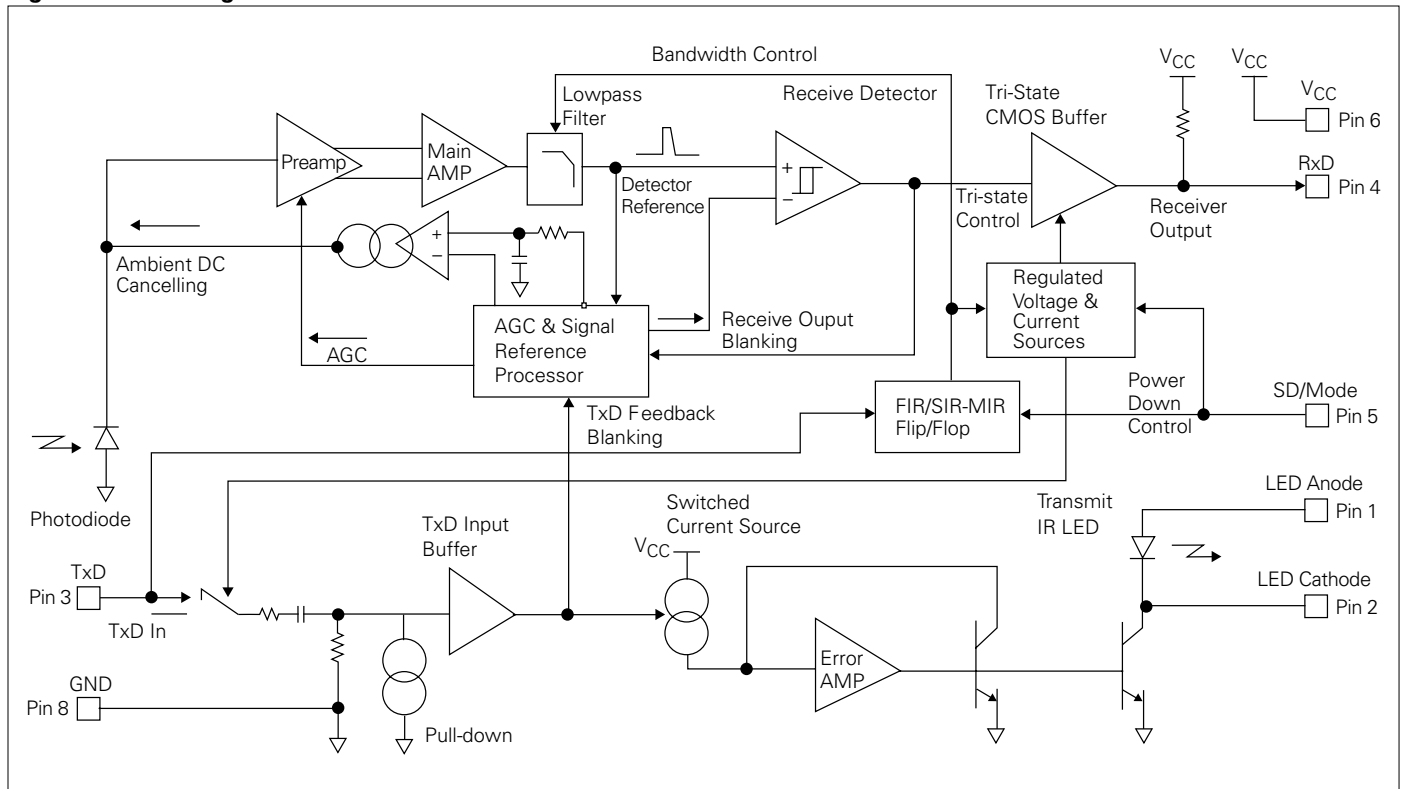 Bandwidth Control
Lowpass
Filter
Receive Detector
Tri-State
CMOS Buffer
VCC
VCC
VCC
Pin 6
RxD
Pin 4
Preamp
Main
AMP
Detector
Reference
+
−
Tri-state
Control
Receiver
Output
Ambient DC
Cancelling
+
−
AGC
AGC & Signal
Reference
Processor
Receive Ouput
Blanking
Regulated
Voltage &
Current
Sources
TxD Feedback
Blanking
FIR/SIR-MIR
Flip/Flop
Power
Down
Control
SD/Mode
Pin 5
Photodiode
TxD Input
Buffer
Switched
Current Source
VCC
Transmit
IR LED
LED Anode
Pin 1
LED Cathode
Pin 2
TxD
Pin 3
TxD In
Error
AMP
GND
Pin 8
Pull-down